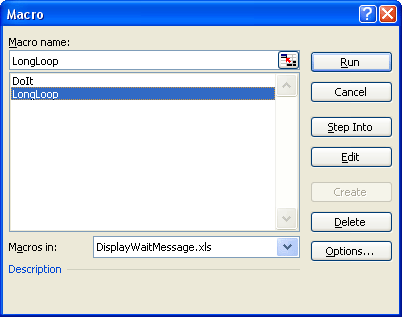 Macro
Macro name:
LongLoop
Run
DoIt
LongLoop
Cancel
Step Into
Edit
Create
Delete
Macros in:
DisplayWaitMessage.xls
Options...
Description